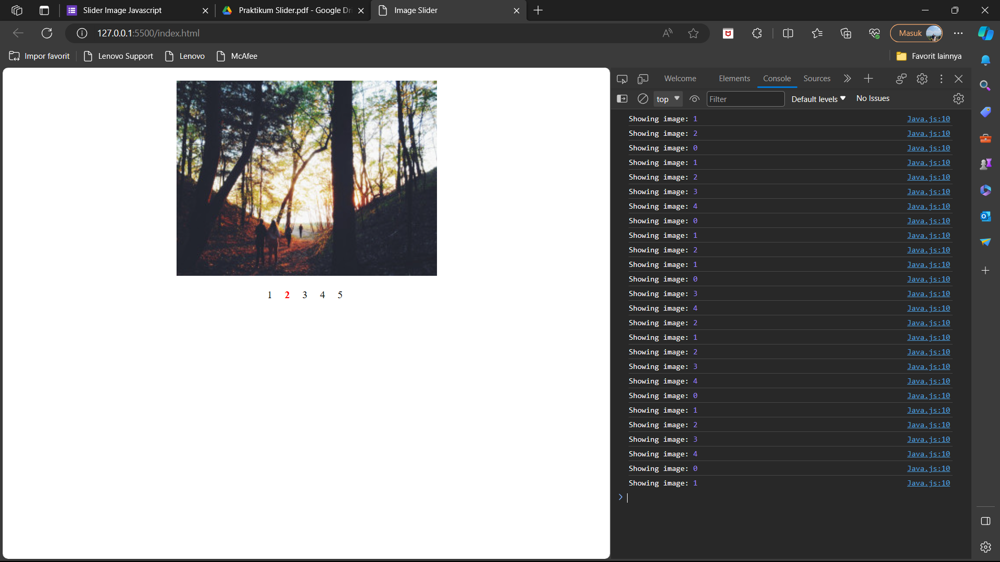 Slider Image Javascript
Praktikum Slider.pdf - Google Dri
Image Slider
127.0.0.1:5500/index.html
Masuk
Impor favorit
Lenovo Support
Lenovo
McAfee
Favorit lainnya
Welcome
Elements
Console
Sources
top
Filter
Default levels
No Issues
Showing image: 1 Java.js:10
Showing image: 2 Java.js:10
Showing image: 0 Java.js:10
Showing image: 1 Java.js:10
Showing image: 2 Java.js:10
Showing image: 3 Java.js:10
Showing image: 4 Java.js:10
Showing image: 0 Java.js:10
Showing image: 1 Java.js:10
Showing image: 2 Java.js:10
Showing image: 1 Java.js:10
Showing image: 0 Java.js:10
Showing image: 3 Java.js:10
Showing image: 4 Java.js:10
Showing image: 2 Java.js:10
Showing image: 1 Java.js:10
Showing image: 2 Java.js:10
Showing image: 3 Java.js:10
Showing image: 4 Java.js:10
Showing image: 0 Java.js:10
Showing image: 1 Java.js:10
Showing image: 2 Java.js:10
Showing image: 3 Java.js:10
Showing image: 4 Java.js:10
Showing image: 0 Java.js:10
Showing image: 1 Java.js:10
1 2 3 4 5